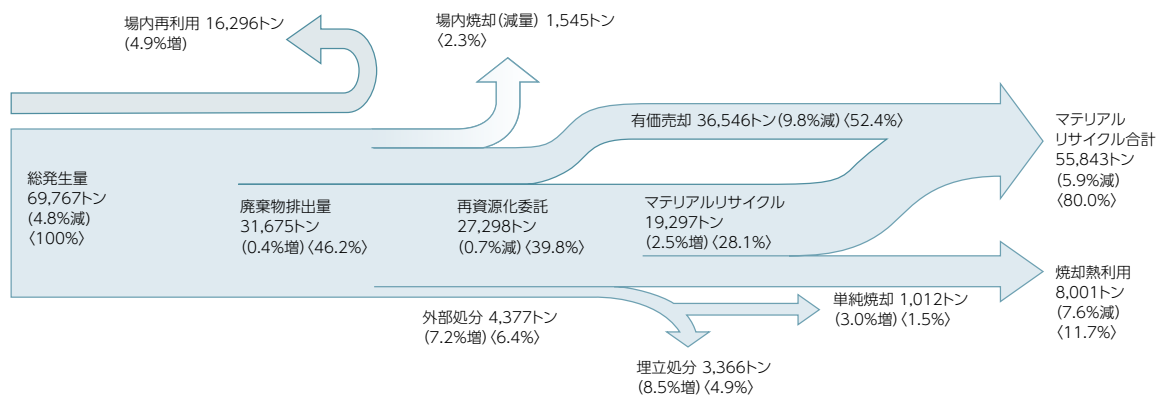 場内再利用 16,296トン
(4.9%増)
場内焼却(減量) 1,545トン
〈2.3%〉
有価売却 36,546トン(9.8%減)〈52.4%〉
マテリアル
リサイクル合計
55,843トン
(5.9%減)
〈80.0%〉
総発生量
69,767トン
(4.8%減)
〈100%〉
廃棄物排出量
31,675トン
(0.4%増)〈46.2%〉
再資源化委託
27,298トン
(0.7%減)〈39.8%〉
マテリアルリサイクル
19,297トン
(2.5%増)〈28.1%〉
焼却熱利用
8,001トン
(7.6%減)
〈11.7%〉
外部処分 4,377トン
(7.2%増)〈6.4%〉
単純焼却 1,012トン
(3.0%増)〈1.5%〉
埋立処分 3,366トン
(8.5%増)〈4.9%〉